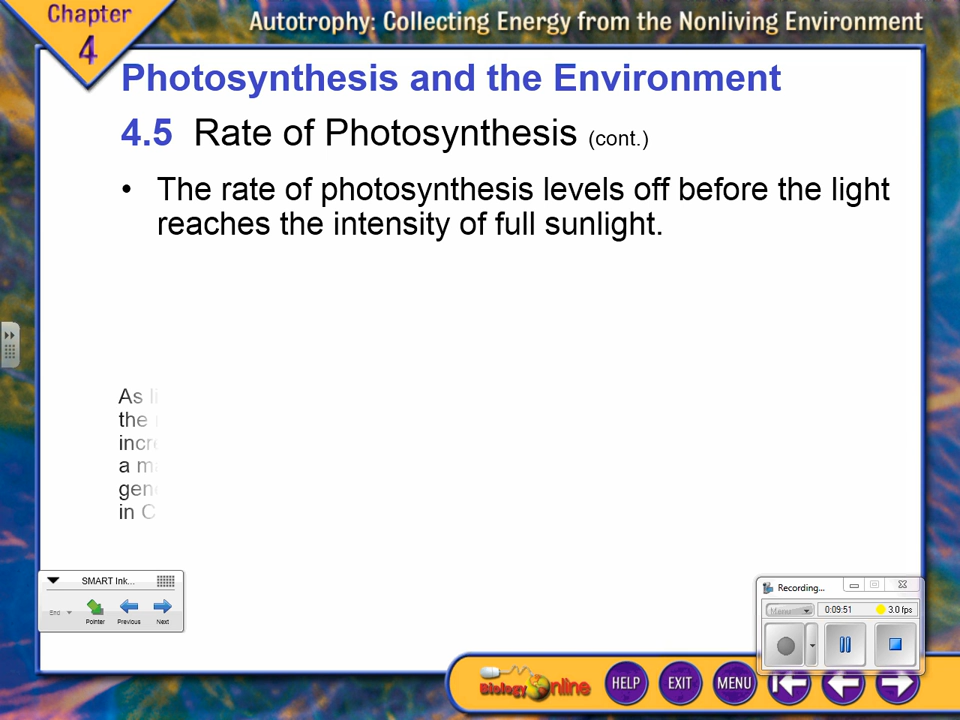 Chapter
4
Autotrophy: Collecting Energy from the Nonliving Environment
Photosynthesis and the Environment
4.5 Rate of Photosynthesis (cont.)
• The rate of photosynthesis levels off before the light
reaches the intensity of full sunlight.
As
the
a
in
SMART Ink...
End
Pointer
Previous
Next
Recording...
Menu
0:09:51
3.0 fps
Biology Online
HELP
EXIT
MENU